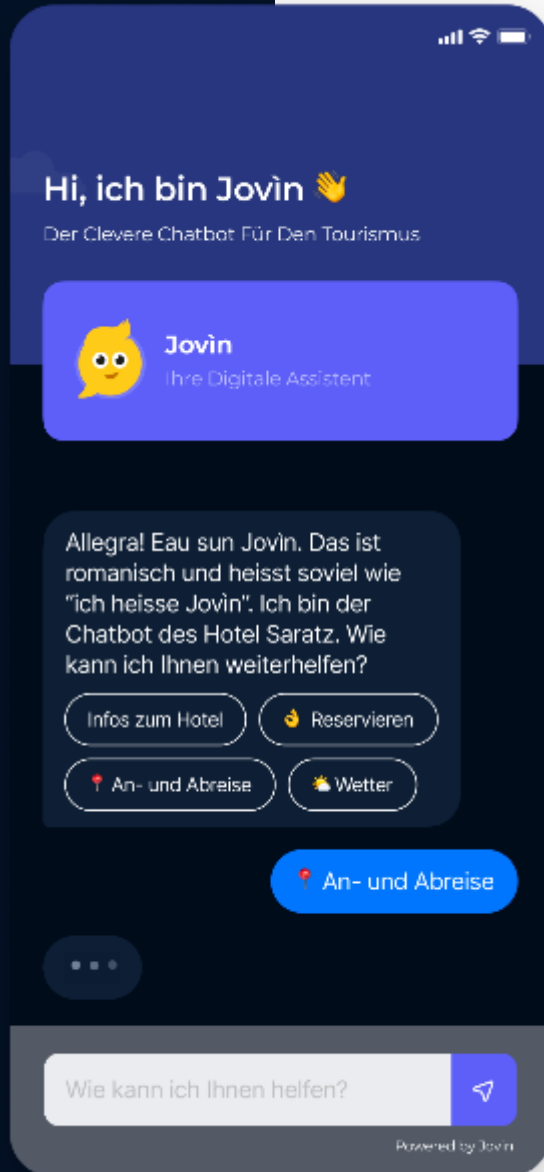 Hi, ich bin Jovìn 👋
Der Clevere Chatbot Für Den Tourismus
Jovìn
Ihre Digitale Assistent
Allegra! Eau sun Jovìn. Das ist
romanisch und heisst soviel wie
“ich heisse Jovìn”. Ich bin der
Chatbot des Hotel Saratz. Wie
kann ich Ihnen weiterhelfen?
Infos zum Hotel 👌 Reservieren
📍 An- und Abreise 🌤 Wetter
📍 An- und Abreise
Wie kann ich Ihnen helfen?
Powered by Jovìn